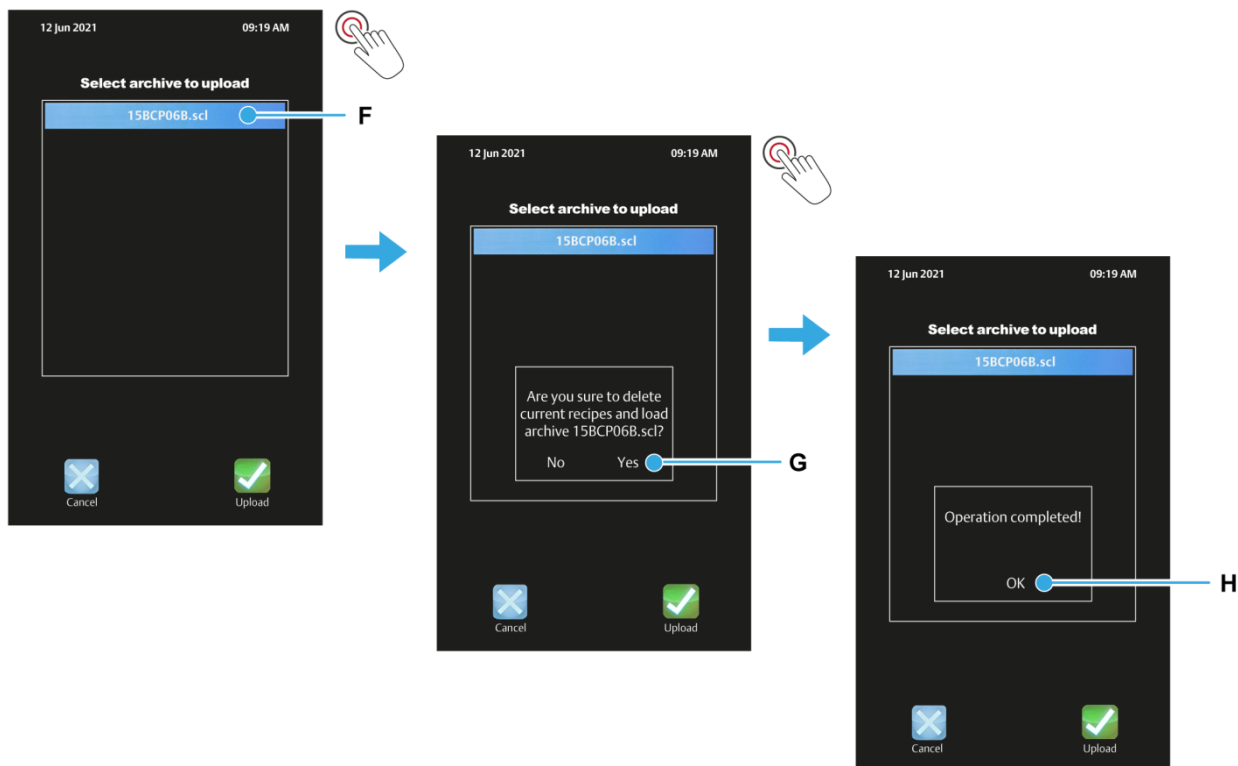 12 Jun 2021 09:19 AM
Select archive to upload
15BCP06B.scl
F
Cancel Upload
12 Jun 2021 09:19 AM
Select archive to upload
15BCP06B.scl
Are you sure to delete
current recipes and load
archive 15BCP06B.scl?
No Yes
G
Cancel Upload
12 Jun 2021 09:19 AM
Select archive to upload
15BCP06B.scl
Operation completed!
OK
H
Cancel Upload